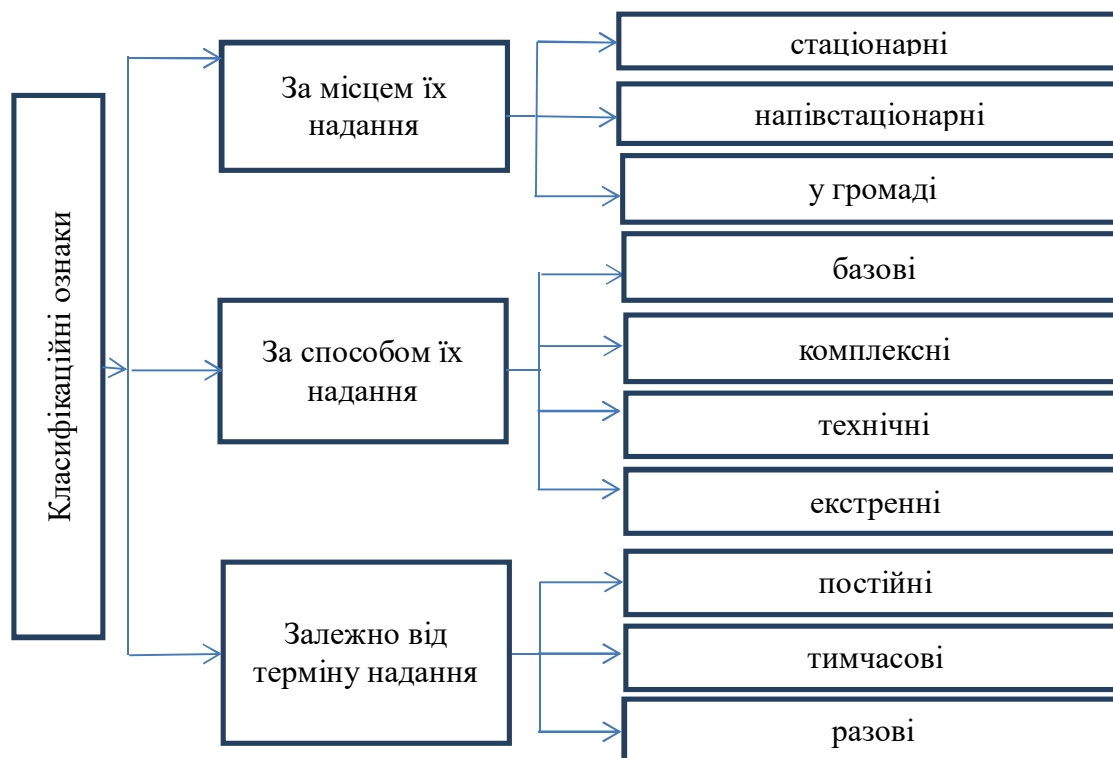 Класифікаційні ознаки
За місцем їх
надання
стаціонарні
напівстаціонарні
у громаді
За способом їх
надання
базові
комплексні
технічні
екстренні
Залежно від
терміну надання
постійні
тимчасові
разові